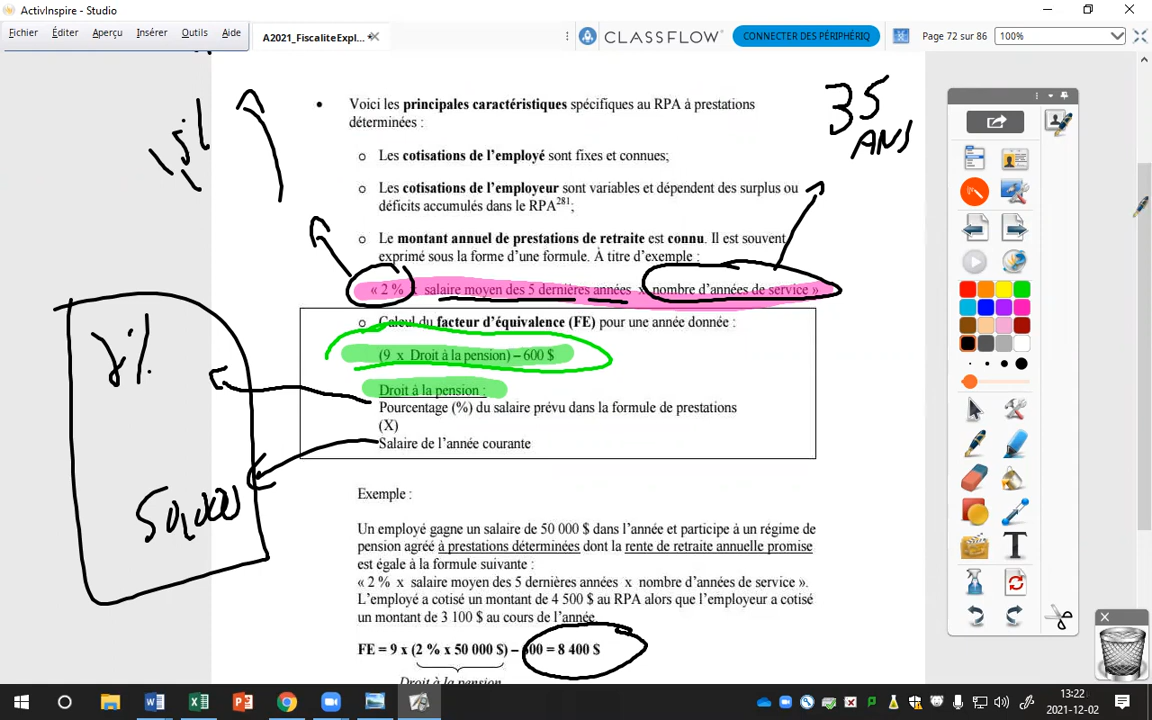 ActivInspire - Studio
Fichier Éditer Aperçu Insérer Outils Aide
A2021_FiscaliteExpl...
CLASSFLOW
CONNECTER DES PÉRIPHÉRIQ
Page 72 sur 86
100%
• Voici les principales caractéristiques spécifiques au RPA à prestations
déterminées :
35
ANS
o Les cotisations de l'employé sont fixes et connues;
o Les cotisations de l'employeur sont variables et dépendent des surplus ou
déficits accumulés dans le RPA281;
o Le montant annuel de prestations de retraite est connu. Il est souvent
exprimé sous la forme d'une formule. À titre d'exemple :
« 2 % x salaire moyen des 5 dernières années x nombre d'années de service »
o Calcul du facteur d'équivalence (FE) pour une année donnée :
(9 x Droit à la pension) – 600 $
Droit à la pension :
Pourcentage (%) du salaire prévu dans la formule de prestations
(X)
Salaire de l'année courante
50,000
Exemple :
Un employé gagne un salaire de 50 000 $ dans l'année et participe à un régime de
pension agréé à prestations déterminées dont la rente de retraite annuelle promise
est égale à la formule suivante :
« 2 % x salaire moyen des 5 dernières années x nombre d'années de service ».
L'employé a cotisé un montant de 4 500 $ au RPA alors que l'employeur a cotisé
un montant de 3 100 $ au cours de l'année.
FE = 9 x (2 % x 50 000 $) – 600 = 8 400 $
Droit à la pension
13:22
2021-12-02